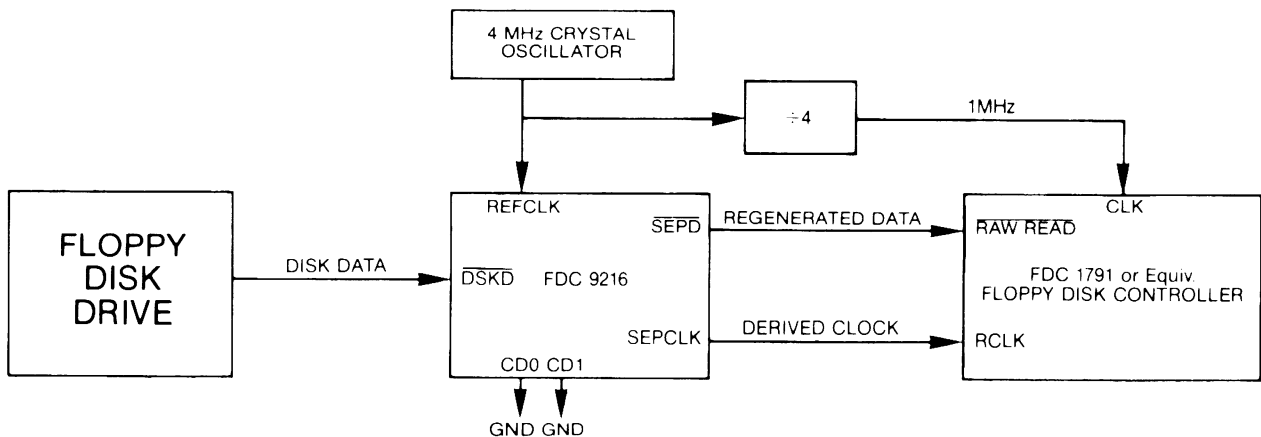 4 MHz CRYSTAL
OSCILLATOR
÷4
1MHz
REFCLK
CLK
SEPD
REGENERATED DATA
RAW READ
FLOPPY
DISK
DRIVE
DISK DATA
DSKD
FDC 9216
FDC 1791 or Equiv.
FLOPPY DISK CONTROLLER
SEPCLK
DERIVED CLOCK
RCLK
CD0 CD1
GND GND